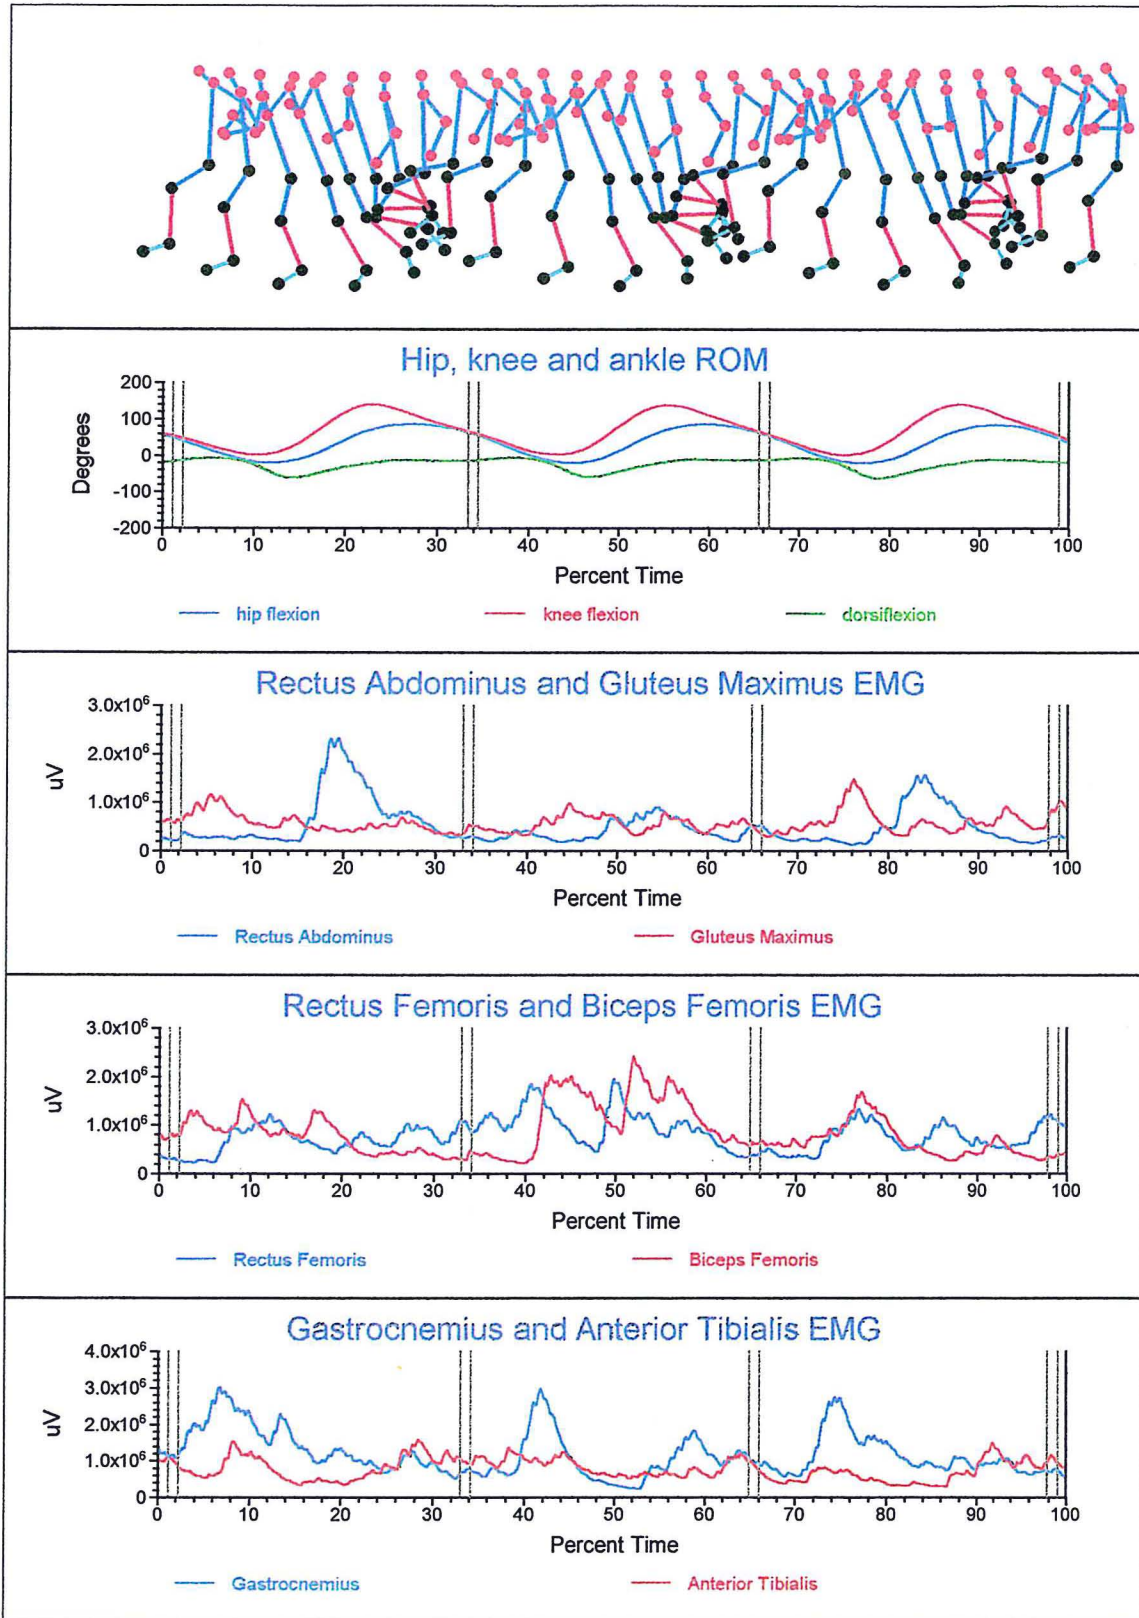 Hip, knee and ankle ROM
200
100
0
-100
-200
Degrees
0 10 20 30 40 50 60 70 80 90 100
Percent Time
hip flexion knee flexion dorsiflexion
Rectus Abdominus and Gluteus Maximus EMG
3.0x10⁶
2.0x10⁶
1.0x10⁶
0
uV
0 10 20 30 40 50 60 70 80 90 100
Percent Time
Rectus Abdominus Gluteus Maximus
Rectus Femoris and Biceps Femoris EMG
3.0x10⁶
2.0x10⁶
1.0x10⁶
0
uV
0 10 20 30 40 50 60 70 80 90 100
Percent Time
Rectus Femoris Biceps Femoris
Gastrocnemius and Anterior Tibialis EMG
4.0x10⁶
3.0x10⁶
2.0x10⁶
1.0x10⁶
0
uV
0 10 20 30 40 50 60 70 80 90 100
Percent Time
Gastrocnemius Anterior Tibialis